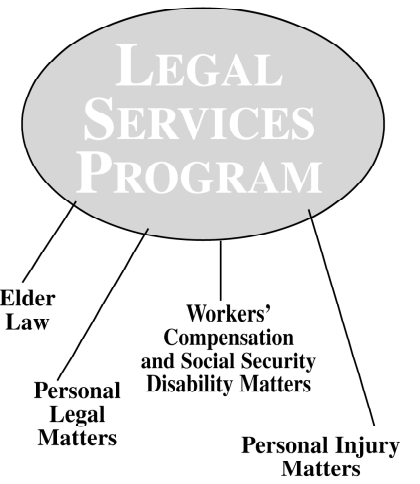 LEGAL
SERVICES
PROGRAM
Elder
Law
Workers'
Compensation
and Social Security
Disability Matters
Personal
Legal
Matters
Personal Injury
Matters